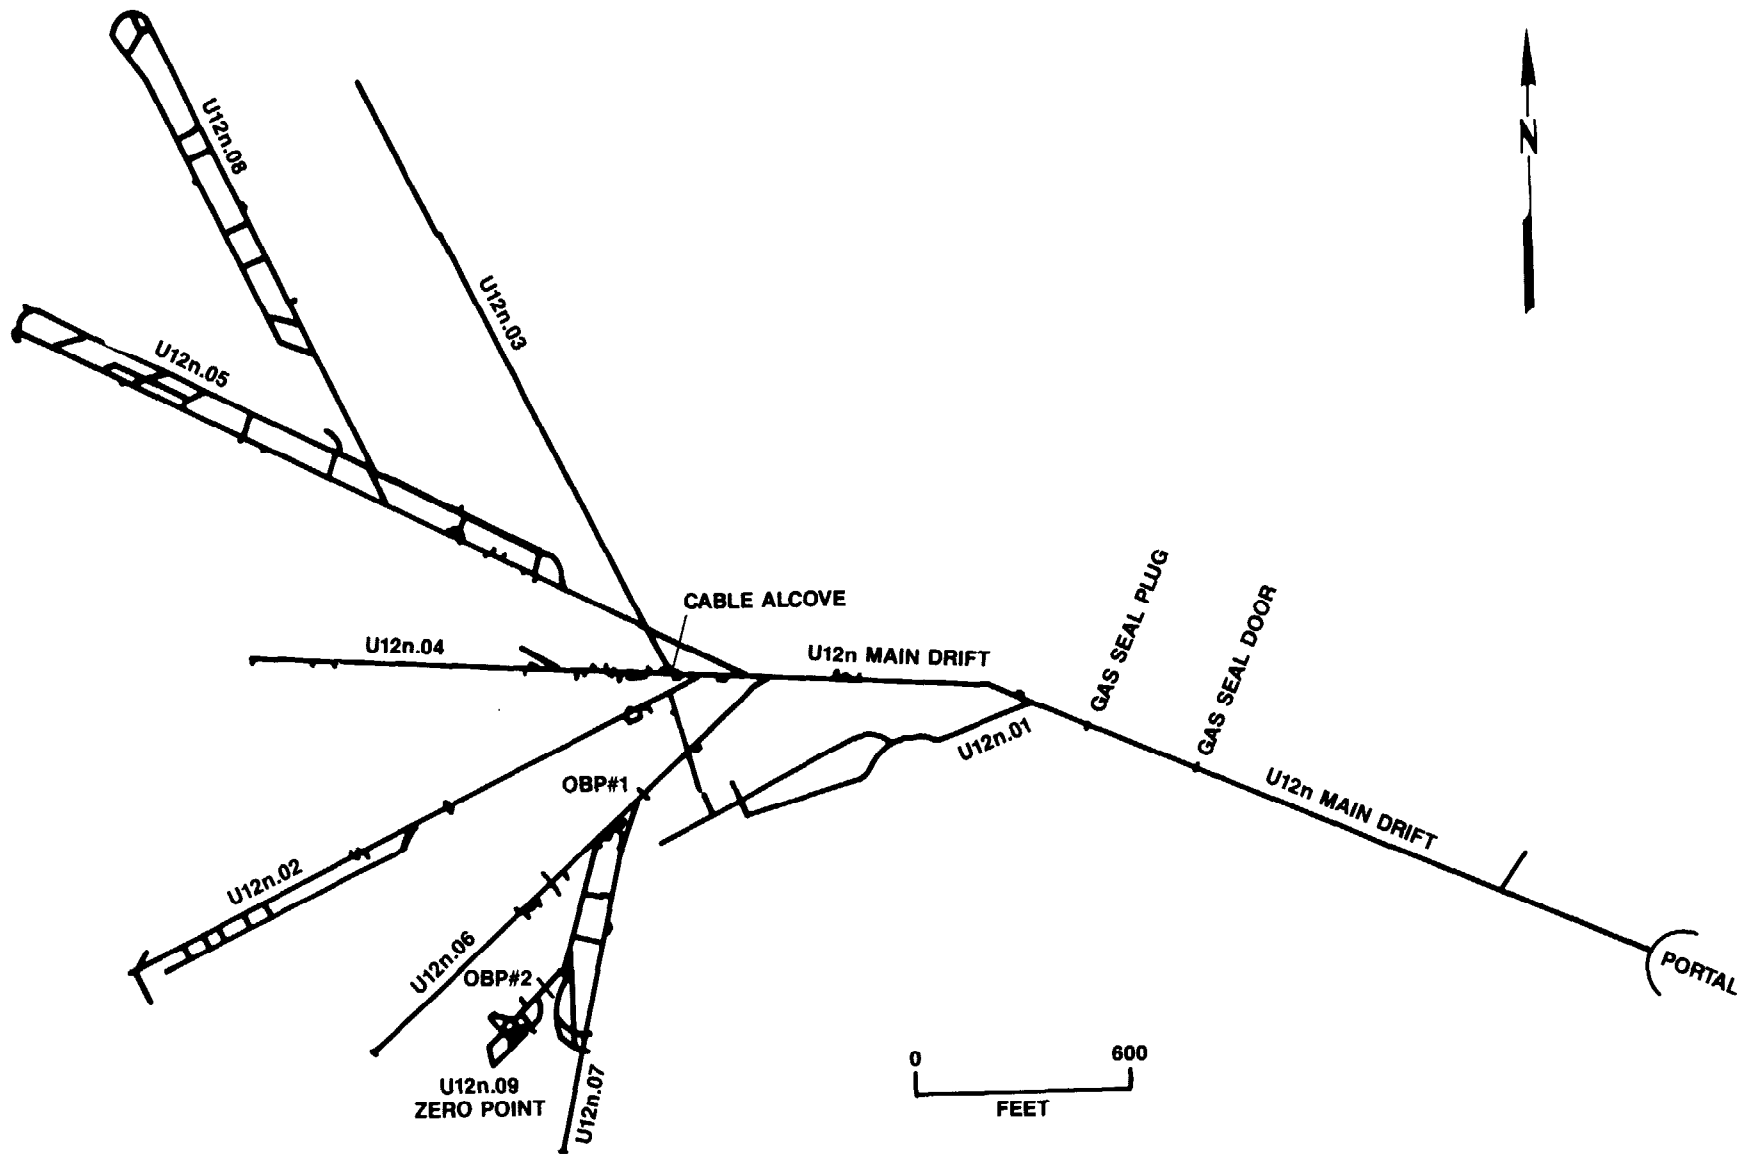 N
U12n.08
U12n.03
U12n.05
CABLE ALCOVE
U12n.04
U12n MAIN DRIFT
GAS SEAL PLUG
GAS SEAL DOOR
U12n.01
OBP#1
U12n MAIN DRIFT
U12n.02
U12n.06
OBP#2
PORTAL
U12n.09
ZERO POINT
U12n.07
0 600
FEET